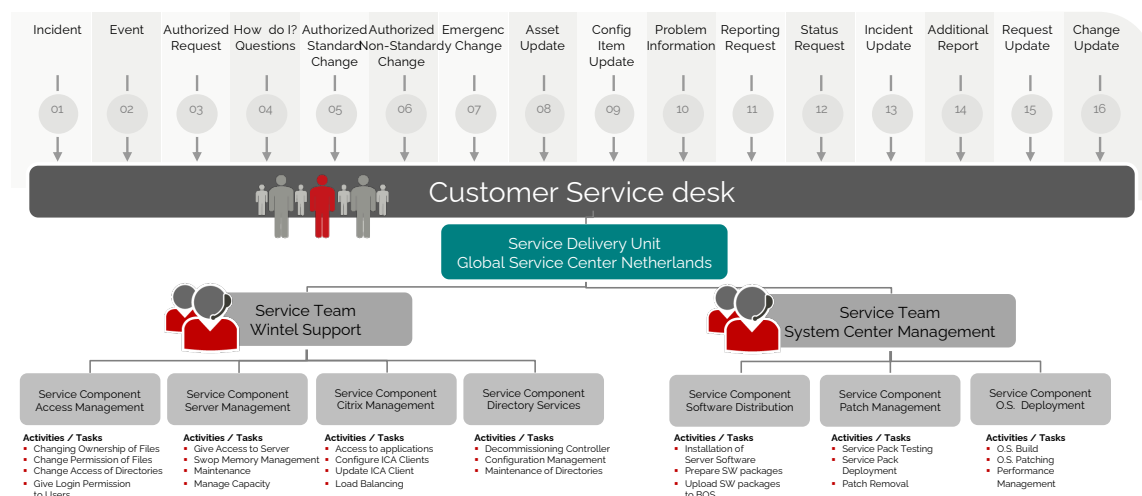 Incident
Event
Authorized
Request
How do I?
Questions
Authorized
Standard
Change
Authorized
Non-Standard
Change
Emergenc
y Change
Asset
Update
Config
Item
Update
Problem
Information
Reporting
Request
Status
Request
Incident
Update
Additional
Report
Request
Update
Change
Update
01
02
03
04
05
06
07
08
09
10
11
12
13
14
15
16
Customer Service desk
Service Delivery Unit
Global Service Center Netherlands
Service Team
Wintel Support
Service Team
System Center Management
Service Component
Access Management
Service Component
Server Management
Service Component
Citrix Management
Service Component
Directory Services
Service Component
Software Distribution
Service Component
Patch Management
Service Component
O.S. Deployment
Activities / Tasks
Changing Ownership of Files
Change Permission of Files
Change Access of Directories
Give Login Permission
to Users
Activities / Tasks
Give Access to Server
Swop Memory Management
Maintenance
Manage Capacity
Activities / Tasks
Access to applications
Configure ICA Clients
Update ICA Client
Load Balancing
Activities / Tasks
Decommissioning Controller
Configuration Management
Maintenance of Directories
Activities / Tasks
Installation of
Server Software
Prepare SW packages
Upload SW packages
to BOS
Activities / Tasks
Service Pack Testing
Service Pack
Deployment
Patch Removal
Activities / Tasks
O.S. Build
O.S. Patching
Performance
Management